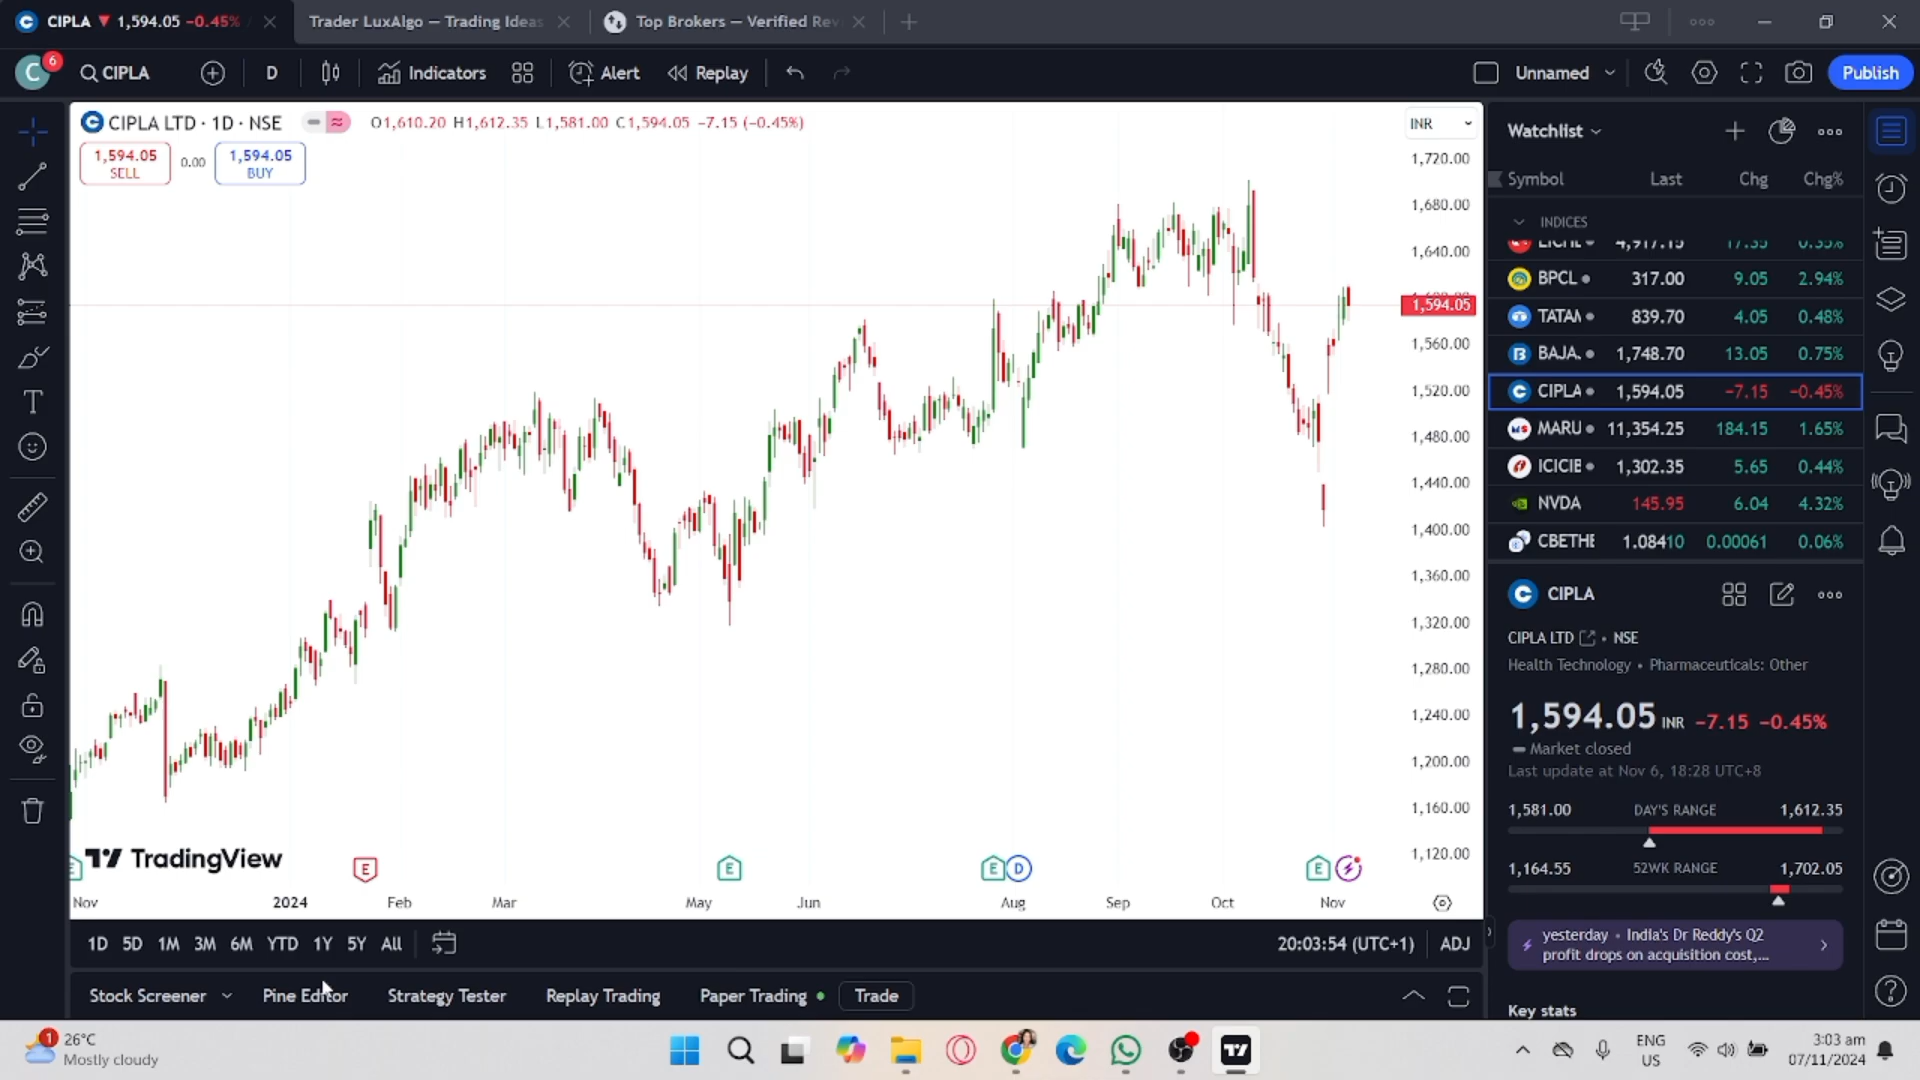 CIPLA ▼ 1,594.05 −0.45%
Trader LuxAlgo — Trading Ideas
Top Brokers — Verified Rev
C 6 CIPLA D Indicators Alert Replay Unnamed Publish
CIPLA LTD · 1D · NSE O1,610.20 H1,612.35 L1,581.00 C1,594.05 −7.15 (−0.45%)
1,594.05 SELL
0.00
1,594.05 BUY
INR
1,720.00
1,680.00
1,640.00
1,594.05
1,560.00
1,520.00
1,480.00
1,440.00
1,400.00
1,360.00
1,320.00
1,280.00
1,240.00
1,200.00
1,160.00
1,120.00
TradingView
E E E E D E
Nov 2024 Feb Mar May Jun Aug Sep Oct Nov
1D 5D 1M 3M 6M YTD 1Y 5Y All 20:03:54 (UTC+1) ADJ
Stock Screener Pine Editor Strategy Tester Replay Trading Paper Trading Trade
Watchlist
Symbol Last Chg Chg%
INDICES
BPCL 317.00 9.05 2.94%
TATAM 839.70 4.05 0.48%
BAJA. 1,748.70 13.05 0.75%
CIPLA 1,594.05 −7.15 −0.45%
MARU 11,354.25 184.15 1.65%
ICICIB 1,302.35 5.65 0.44%
NVDA 145.95 6.04 4.32%
CBETHE 1.08410 0.00061 0.06%
CIPLA
CIPLA LTD · NSE
Health Technology • Pharmaceuticals: Other
1,594.05 INR −7.15 −0.45%
Market closed
Last update at Nov 6, 18:28 UTC+8
1,581.00 DAY'S RANGE 1,612.35
1,164.55 52WK RANGE 1,702.05
yesterday • India's Dr Reddy's Q2
profit drops on acquisition cost,...
Key stats
1 26°C
Mostly cloudy
ENG
US
3:03 am
07/11/2024